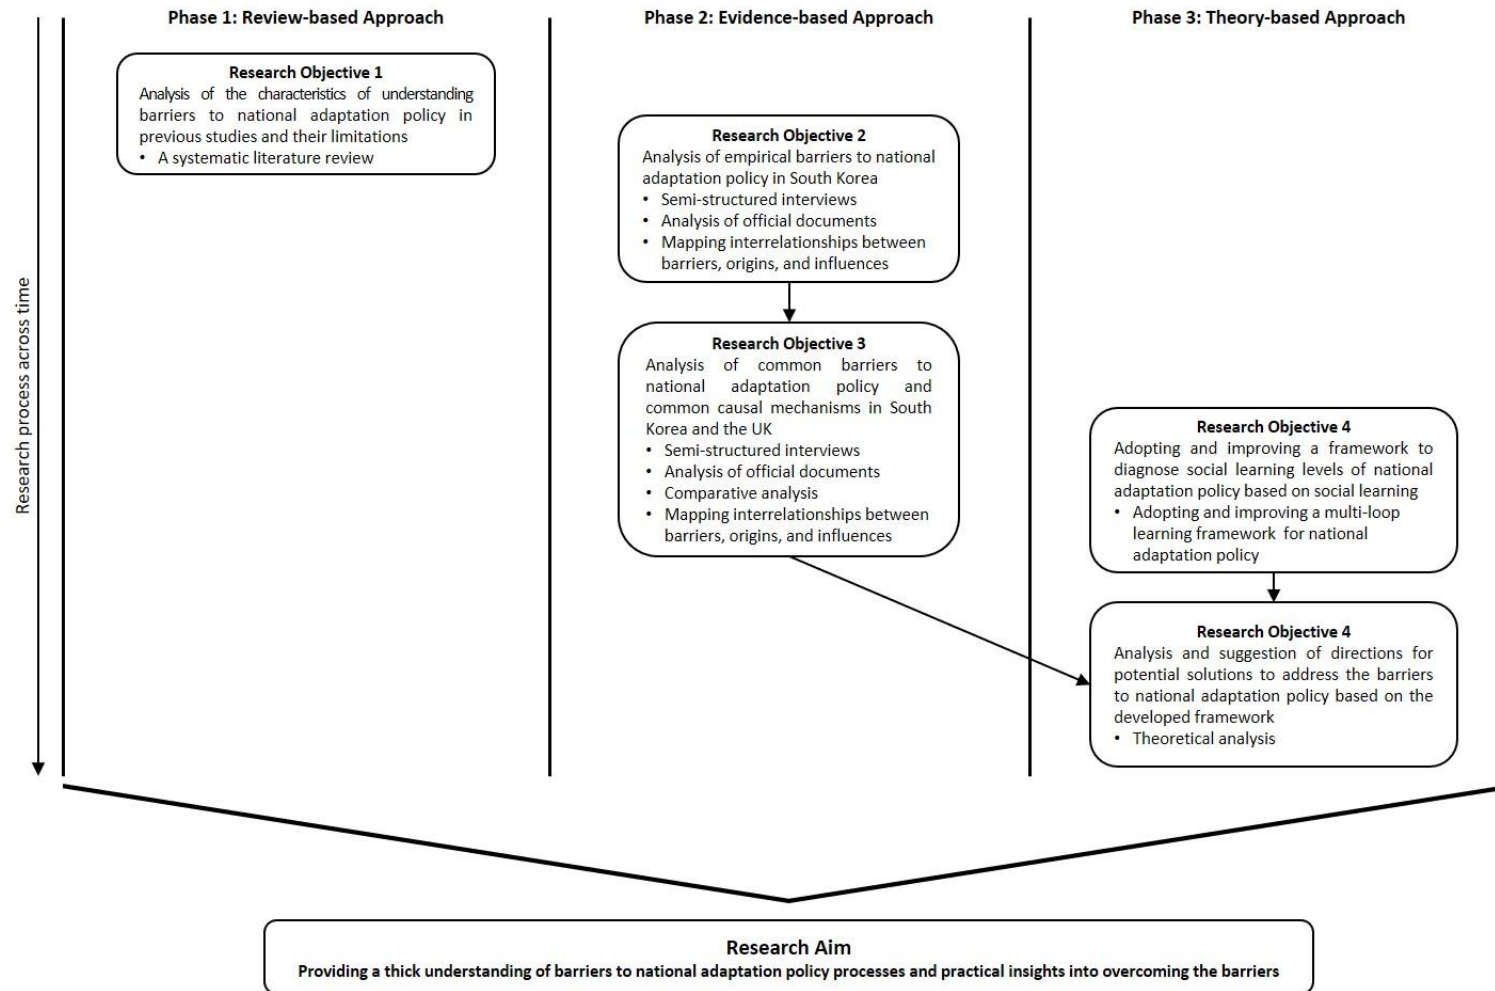 Phase 1: Review-based Approach
Phase 2: Evidence-based Approach
Phase 3: Theory-based Approach
Research process across time
Research Objective 1
Analysis of the characteristics of understanding
barriers to national adaptation policy in
previous studies and their limitations
• A systematic literature review
Research Objective 2
Analysis of empirical barriers to national
adaptation policy in South Korea
• Semi-structured interviews
• Analysis of official documents
• Mapping interrelationships between
barriers, origins, and influences
Research Objective 3
Analysis of common barriers to
national adaptation policy and
common causal mechanisms in South
Korea and the UK
• Semi-structured interviews
• Analysis of official documents
• Comparative analysis
• Mapping interrelationships between
barriers, origins, and influences
Research Objective 4
Adopting and improving a framework to
diagnose social learning levels of national
adaptation policy based on social learning
• Adopting and improving a multi-loop
learning framework for national
adaptation policy
Research Objective 4
Analysis and suggestion of directions for
potential solutions to address the barriers
to national adaptation policy based on the
developed framework
• Theoretical analysis
Research Aim
Providing a thick understanding of barriers to national adaptation policy processes and practical insights into overcoming the barriers